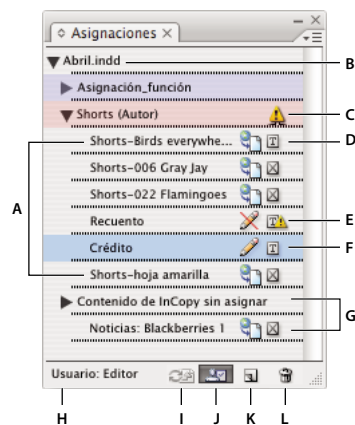 Asignaciones
Abril.indd
B
Asignación_función
Shorts (Autor)
C
Shorts-Birds everywhe...
T
D
Shorts-006 Gray Jay
A
Shorts-022 Flamingoes
Recuento
T
E
Crédito
T
F
Shorts-hoja amarilla
Contenido de InCopy sin asignar
G
Noticias: Blackberries 1
Usuario: Editor
H I J K L